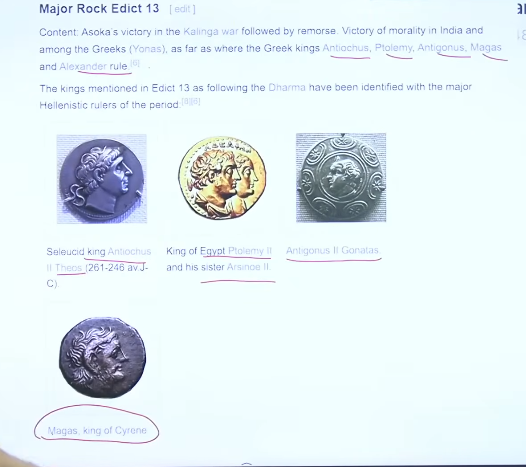 Major Rock Edict 13 [edit]
Content: Asoka's victory in the Kalinga war followed by remorse. Victory of morality in India and
among the Greeks (Yonas), as far as where the Greek kings Antiochus, Ptolemy, Antigonus, Magas
and Alexander rule.[6]
The kings mentioned in Edict 13 as following the Dharma have been identified with the major
Hellenistic rulers of the period:
Seleucid king Antiochus
II Theos (261-246 av.J-
C).
King of Egypt Ptolemy II
and his sister Arsinoe II
Antigonus II Gonatas.
Magas, king of Cyrene